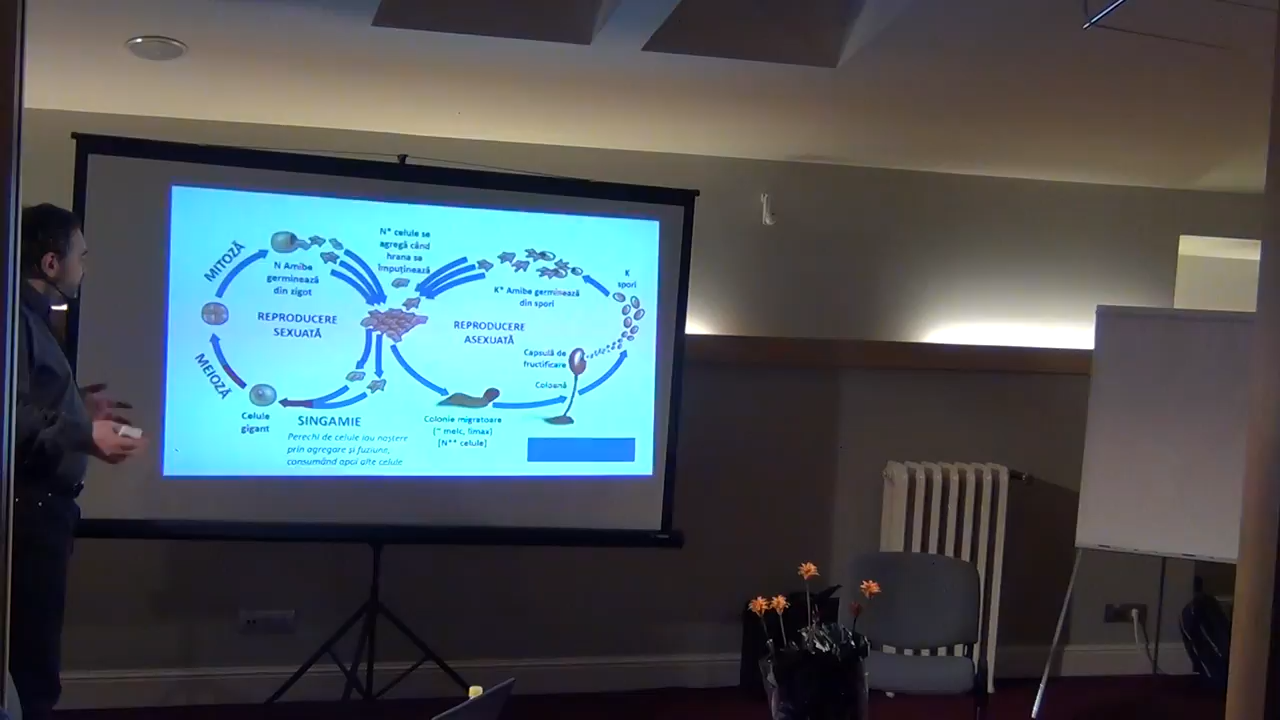 MITOZĂ
N Amibe
germinează
din zigot
N* celule se
agregă când
hrana se
împuținează
K* Amibe germinează
din spori
K
spori
REPRODUCERE
SEXUATĂ
REPRODUCERE
ASEXUATĂ
Capsulă de
fructificare
Coloană
MEIOZĂ
Celule
gigant
SINGAMIE
Perechi de celule iau naștere
prin agregare și fuziune,
consumând apoi alte celule
Colonie migratoare
(~ melc, limax)
[N** celule]